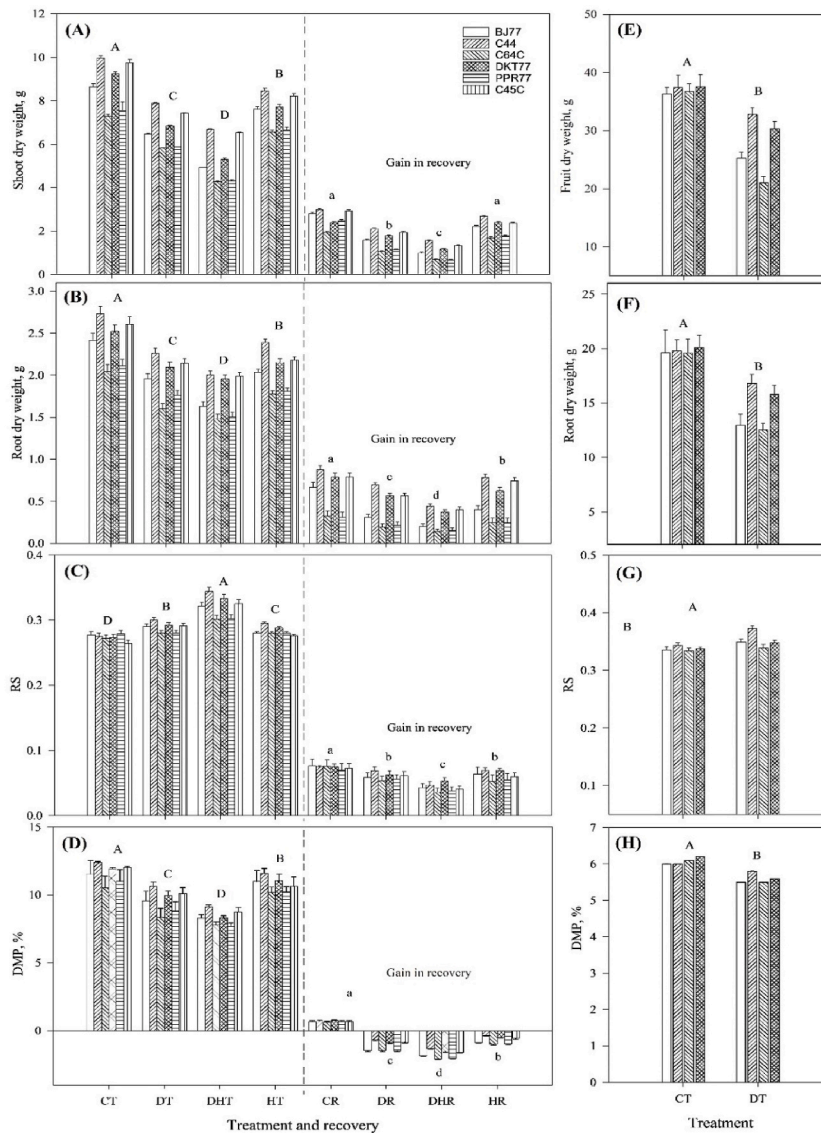 (A)
Shoot dry weight, g
12
10
8
6
4
2
0
A
C
D
B
Gain in recovery
a
b
c
a
BJ77
C44
C64C
DKT77
PPR77
C45C
(B)
Root dry weight, g
3.0
2.5
2.0
1.5
1.0
0.5
0.0
A
C
D
B
Gain in recovery
a
c
d
b
(C)
RS
0.4
0.3
0.2
0.1
0.0
D
B
A
C
Gain in recovery
a
b
c
b
(D)
DMP, %
15
10
5
0
A
C
D
B
Gain in recovery
a
c
d
b
CT DT DHT HT CR DR DHR HR
Treatment and recovery
(E)
Fruit dry weight, g
50
40
30
20
10
A
B
(F)
Root dry weight, g
25
20
15
10
5
A
B
(G)
RS
0.5
0.4
0.3
0.2
0.1
B
A
(H)
DMP, %
7
6
5
4
3
2
1
0
A
B
CT DT
Treatment